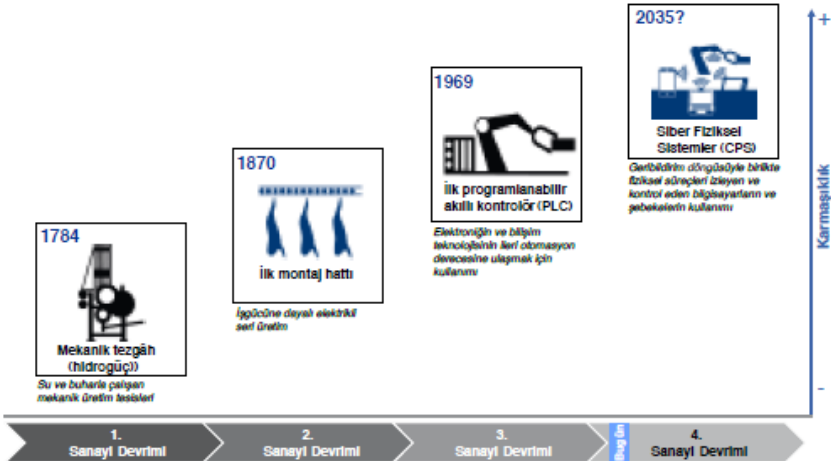 1784
Mekanik tezgâh
(hidrogüç))
Su ve buharla çalışan
mekanik üretim tesisleri
1870
İlk montaj hattı
İşgücüne dayalı elektrikli
seri üretim
1969
İlk programlanabilir
akıllı kontrolör (PLC)
Elektroniğin ve bilişim
teknolojisinin ileri otomasyon
derecesine ulaşmak için
kullanımı
2035?
Siber Fiziksel
Sistemler (CPS)
Geribildirim döngüsüyle birlikte
fiziksel süreçleri izleyen ve
kontrol eden bilgisayarların ve
şebekelerin kullanımı
+
Karmaşıklık
-
1.
Sanayi Devrimi
2.
Sanayi Devrimi
3.
Sanayi Devrimi
Bugün
4.
Sanayi Devrimi